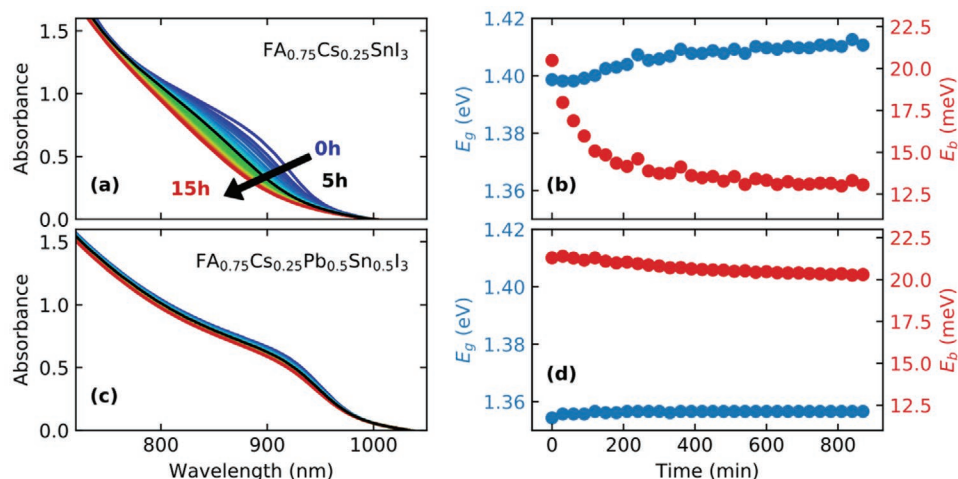 1.5
1.0
0.5
0.0
Absorbance
FA0.75Cs0.25SnI3
0h
5h
15h
(a)
1.42
1.40
1.38
1.36
Eg (eV)
(b)
22.5
20.0
17.5
15.0
12.5
Eb (meV)
1.5
1.0
0.5
0.0
Absorbance
FA0.75Cs0.25Pb0.5Sn0.5I3
(c)
800 900 1000
Wavelength (nm)
1.42
1.40
1.38
1.36
Eg (eV)
(d)
22.5
20.0
17.5
15.0
12.5
Eb (meV)
0 200 400 600 800
Time (min)